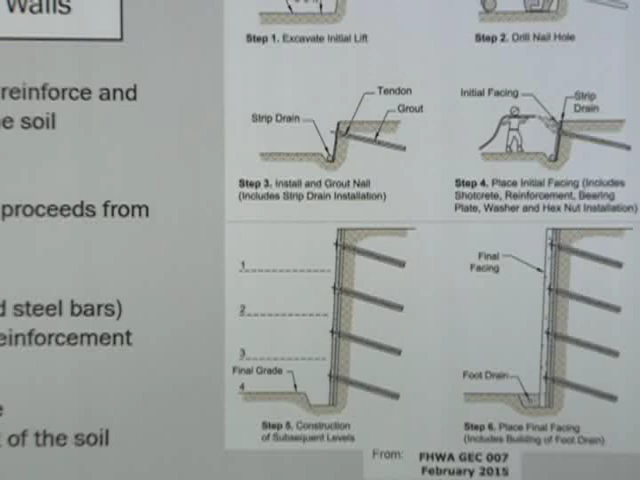 Walls
reinforce and
e soil
proceeds from
d steel bars)
einforcement
e
of the soil
Step 1. Excavate Initial Lift
Step 2. Drill Nail Hole
Tendon
Grout
Strip Drain
Initial Facing
Strip
Drain
Step 3. Install and Grout Nail
(Includes Strip Drain Installation)
Step 4. Place Initial Facing (Includes
Shotcrete, Reinforcement, Bearing
Plate, Washer and Hex Nut Installation)
1
2
3
Final Grade
4
Final
Facing
Foot Drain
Step 5. Construction
of Subsequent Levels
Step 6. Place Final Facing
(Includes Building of Foot Drain)
From: FHWA GEC 007
February 2015